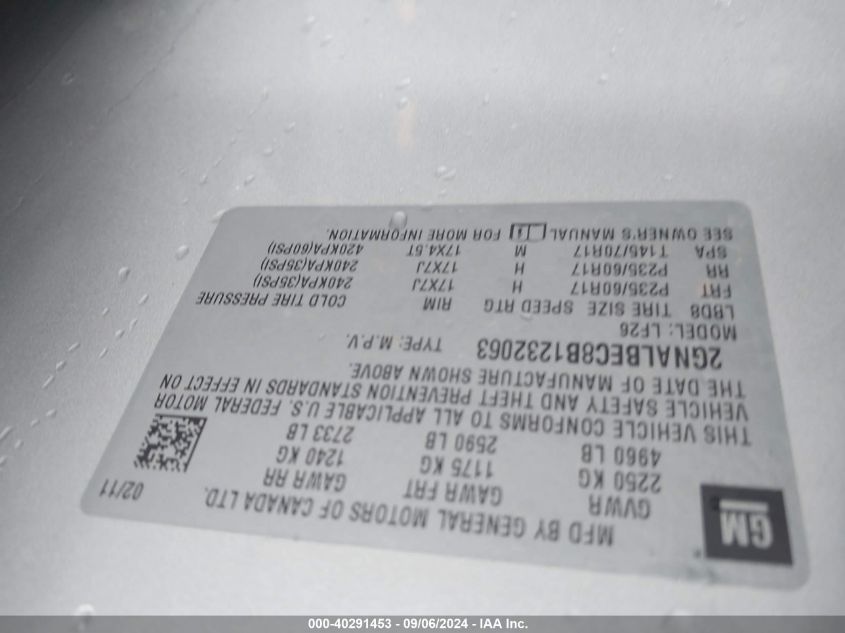 GM
MFD BY GENERAL MOTORS OF CANADA LTD.
02/11
GVWR GAWR FRT GAWR RR
2250 KG 1175 KG 1240 KG
4960 LB 2590 LB 2733 LB
THIS VEHICLE CONFORMS TO ALL APPLICABLE U.S. FEDERAL MOTOR
VEHICLE SAFETY AND THEFT PREVENTION STANDARDS IN EFFECT ON
THE DATE OF MANUFACTURE SHOWN ABOVE.
2GNALBEC8B1232063 TYPE: M.P.V.
MODEL: LF26
LBD8 TIRE SIZE SPEED RTG RIM COLD TIRE PRESSURE
FRT P235/60R17 H 17X7J 240KPA(35PSI)
RR P235/60R17 H 17X7J 240KPA(35PSI)
SPA T145/70R17 M 17X4.5T 420KPA(60PSI)
SEE OWNER'S MANUAL i FOR MORE INFORMATION.
000-40291453 - 09/06/2024 - IAA Inc.